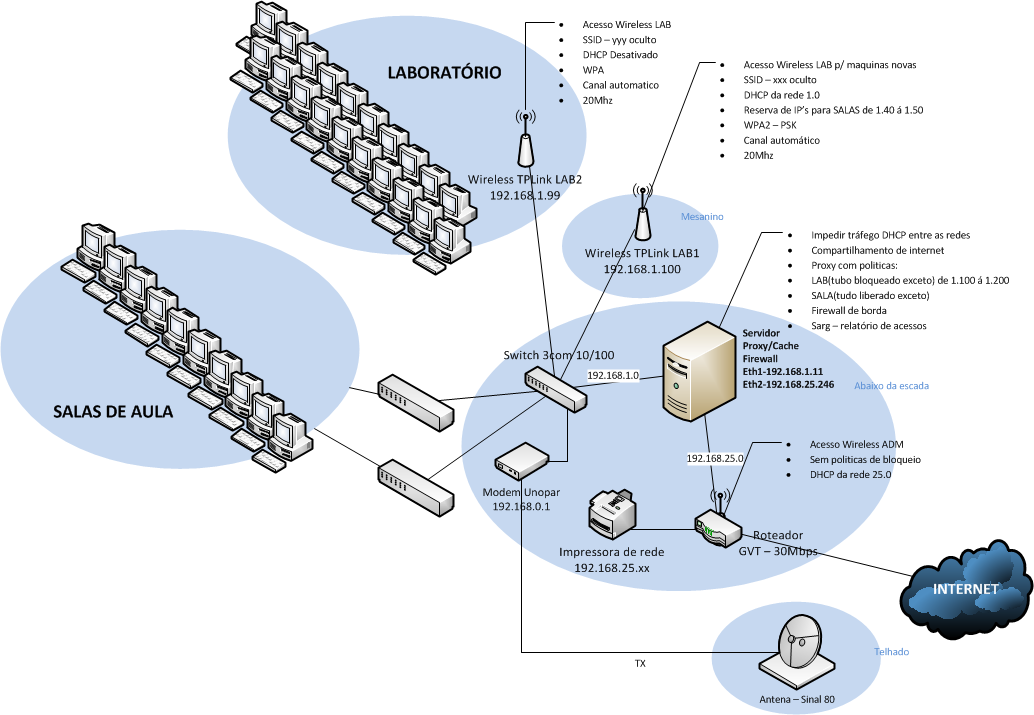 LABORATÓRIO
Acesso Wireless LAB
SSID – yyy oculto
DHCP Desativado
WPA
Canal automatico
20Mhz
Acesso Wireless LAB p/ maquinas novas
SSID – xxx oculto
DHCP da rede 1.0
Reserva de IP's para SALAS de 1.40 á 1.50
WPA2 – PSK
Canal automático
20Mhz
Wireless TPLink LAB2
192.168.1.99
Mesanino
Wireless TPLink LAB1
192.168.1.100
Impedir tráfego DHCP entre as redes
Compartilhamento de internet
Proxy com politicas:
LAB(tubo bloqueado exceto) de 1.100 á 1.200
SALA(tudo liberado exceto)
Firewall de borda
Sarg – relatório de acessos
SALAS DE AULA
Switch 3com 10/100
192.168.1.0
Servidor
Proxy/Cache
Firewall
Eth1-192.168.1.11
Eth2-192.168.25.246
Abaixo da escada
192.168.25.0
Acesso Wireless ADM
Sem politicas de bloqueio
DHCP da rede 25.0
Modem Unopar
192.168.0.1
Impressora de rede
192.168.25.xx
Roteador
GVT – 30Mbps
INTERNET
TX
Telhado
Antena – Sinal 80